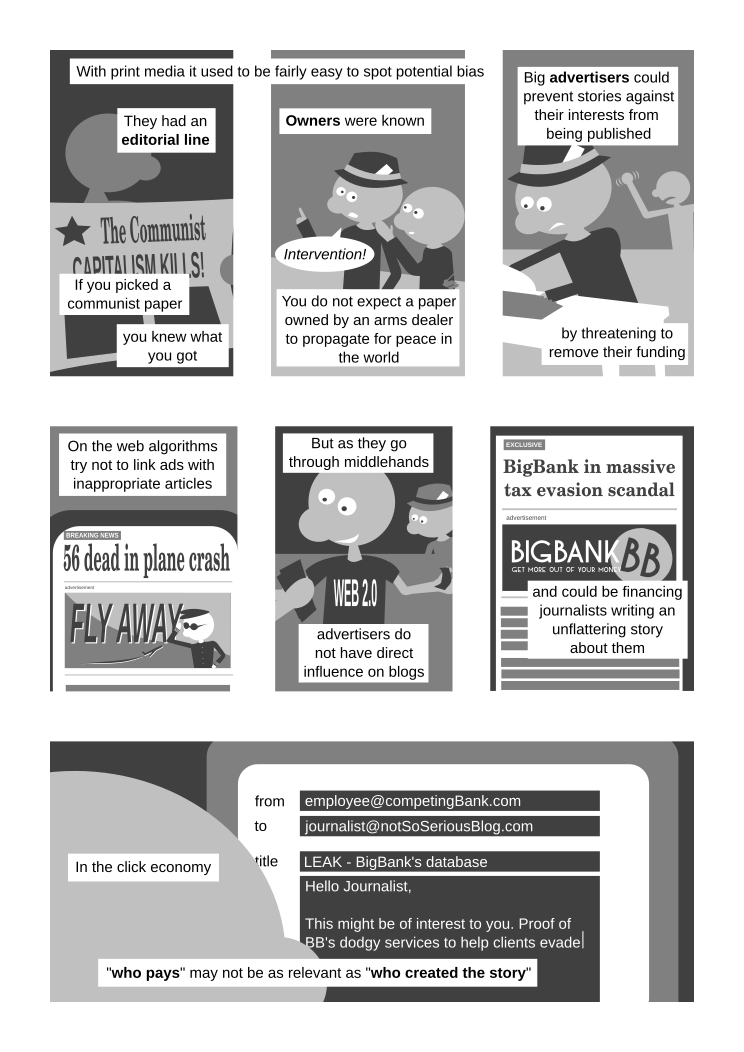 With print media it used to be fairly easy to spot potential bias
They had an
editorial line
The Communist
CAPITALISM KILLS!
If you picked a
communist paper
you knew what
you got
Owners were known
Intervention!
You do not expect a paper
owned by an arms dealer
to propagate for peace in
the world
Big advertisers could
prevent stories against
their interests from
being published
by threatening to
remove their funding
On the web algorithms
try not to link ads with
inappropriate articles
BREAKING NEWS
56 dead in plane crash
advertisement
FLY AWAY
But as they go
through middlehands
WEB 2.0
advertisers do
not have direct
influence on blogs
EXCLUSIVE
BigBank in massive
tax evasion scandal
advertisement
BIGBANK BB
GET MORE OUT OF YOUR MONEY
and could be financing
journalists writing an
unflattering story
about them
In the click economy
from employee@competingBank.com
to journalist@notSoSeriousBlog.com
title LEAK - BigBank's database
Hello Journalist,
This might be of interest to you. Proof of
BB's dodgy services to help clients evade
"who pays" may not be as relevant as "who created the story"